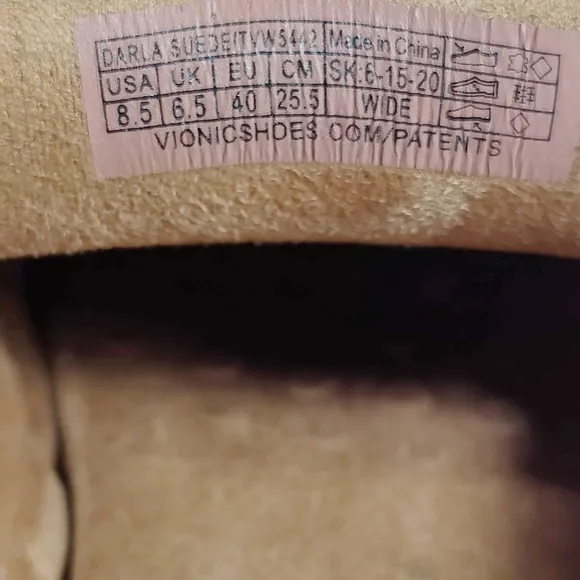 DARLA SUEDE|TVW5442 Made in China
USA UK EU CM SK:6-15-20
8.5 6.5 40 25.5 WIDE
VIONICSHOES.COM/PATENTS